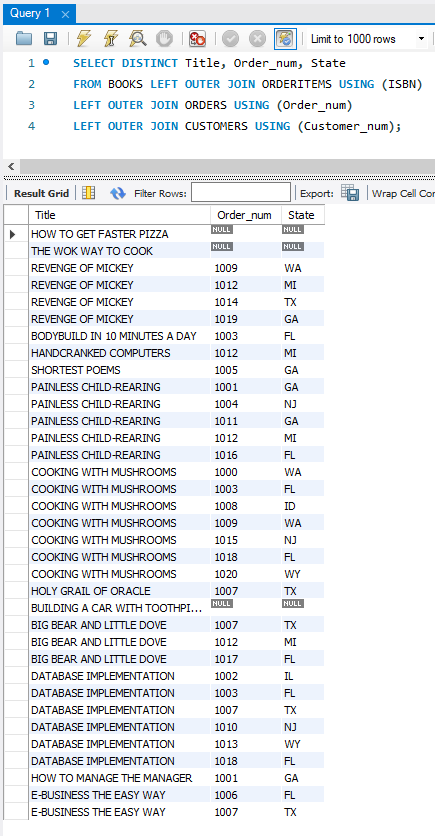 Query 1
Limit to 1000 rows
1 SELECT DISTINCT Title, Order_num, State
2 FROM BOOKS LEFT OUTER JOIN ORDERITEMS USING (ISBN)
3 LEFT OUTER JOIN ORDERS USING (Order_num)
4 LEFT OUTER JOIN CUSTOMERS USING (Customer_num);
Result Grid Filter Rows: Export: Wrap Cell Cor
Title Order_num State
HOW TO GET FASTER PIZZA NULL NULL
THE WOK WAY TO COOK NULL NULL
REVENGE OF MICKEY 1009 WA
REVENGE OF MICKEY 1012 MI
REVENGE OF MICKEY 1014 TX
REVENGE OF MICKEY 1019 GA
BODYBUILD IN 10 MINUTES A DAY 1003 FL
HANDCRANKED COMPUTERS 1012 MI
SHORTEST POEMS 1005 GA
PAINLESS CHILD-REARING 1001 GA
PAINLESS CHILD-REARING 1004 NJ
PAINLESS CHILD-REARING 1011 GA
PAINLESS CHILD-REARING 1012 MI
PAINLESS CHILD-REARING 1016 FL
COOKING WITH MUSHROOMS 1000 WA
COOKING WITH MUSHROOMS 1003 FL
COOKING WITH MUSHROOMS 1008 ID
COOKING WITH MUSHROOMS 1009 WA
COOKING WITH MUSHROOMS 1015 NJ
COOKING WITH MUSHROOMS 1018 FL
COOKING WITH MUSHROOMS 1020 WY
HOLY GRAIL OF ORACLE 1007 TX
BUILDING A CAR WITH TOOTHPI... NULL NULL
BIG BEAR AND LITTLE DOVE 1007 TX
BIG BEAR AND LITTLE DOVE 1012 MI
BIG BEAR AND LITTLE DOVE 1017 FL
DATABASE IMPLEMENTATION 1002 IL
DATABASE IMPLEMENTATION 1003 FL
DATABASE IMPLEMENTATION 1007 TX
DATABASE IMPLEMENTATION 1010 NJ
DATABASE IMPLEMENTATION 1013 WY
DATABASE IMPLEMENTATION 1018 FL
HOW TO MANAGE THE MANAGER 1001 GA
E-BUSINESS THE EASY WAY 1006 FL
E-BUSINESS THE EASY WAY 1007 TX